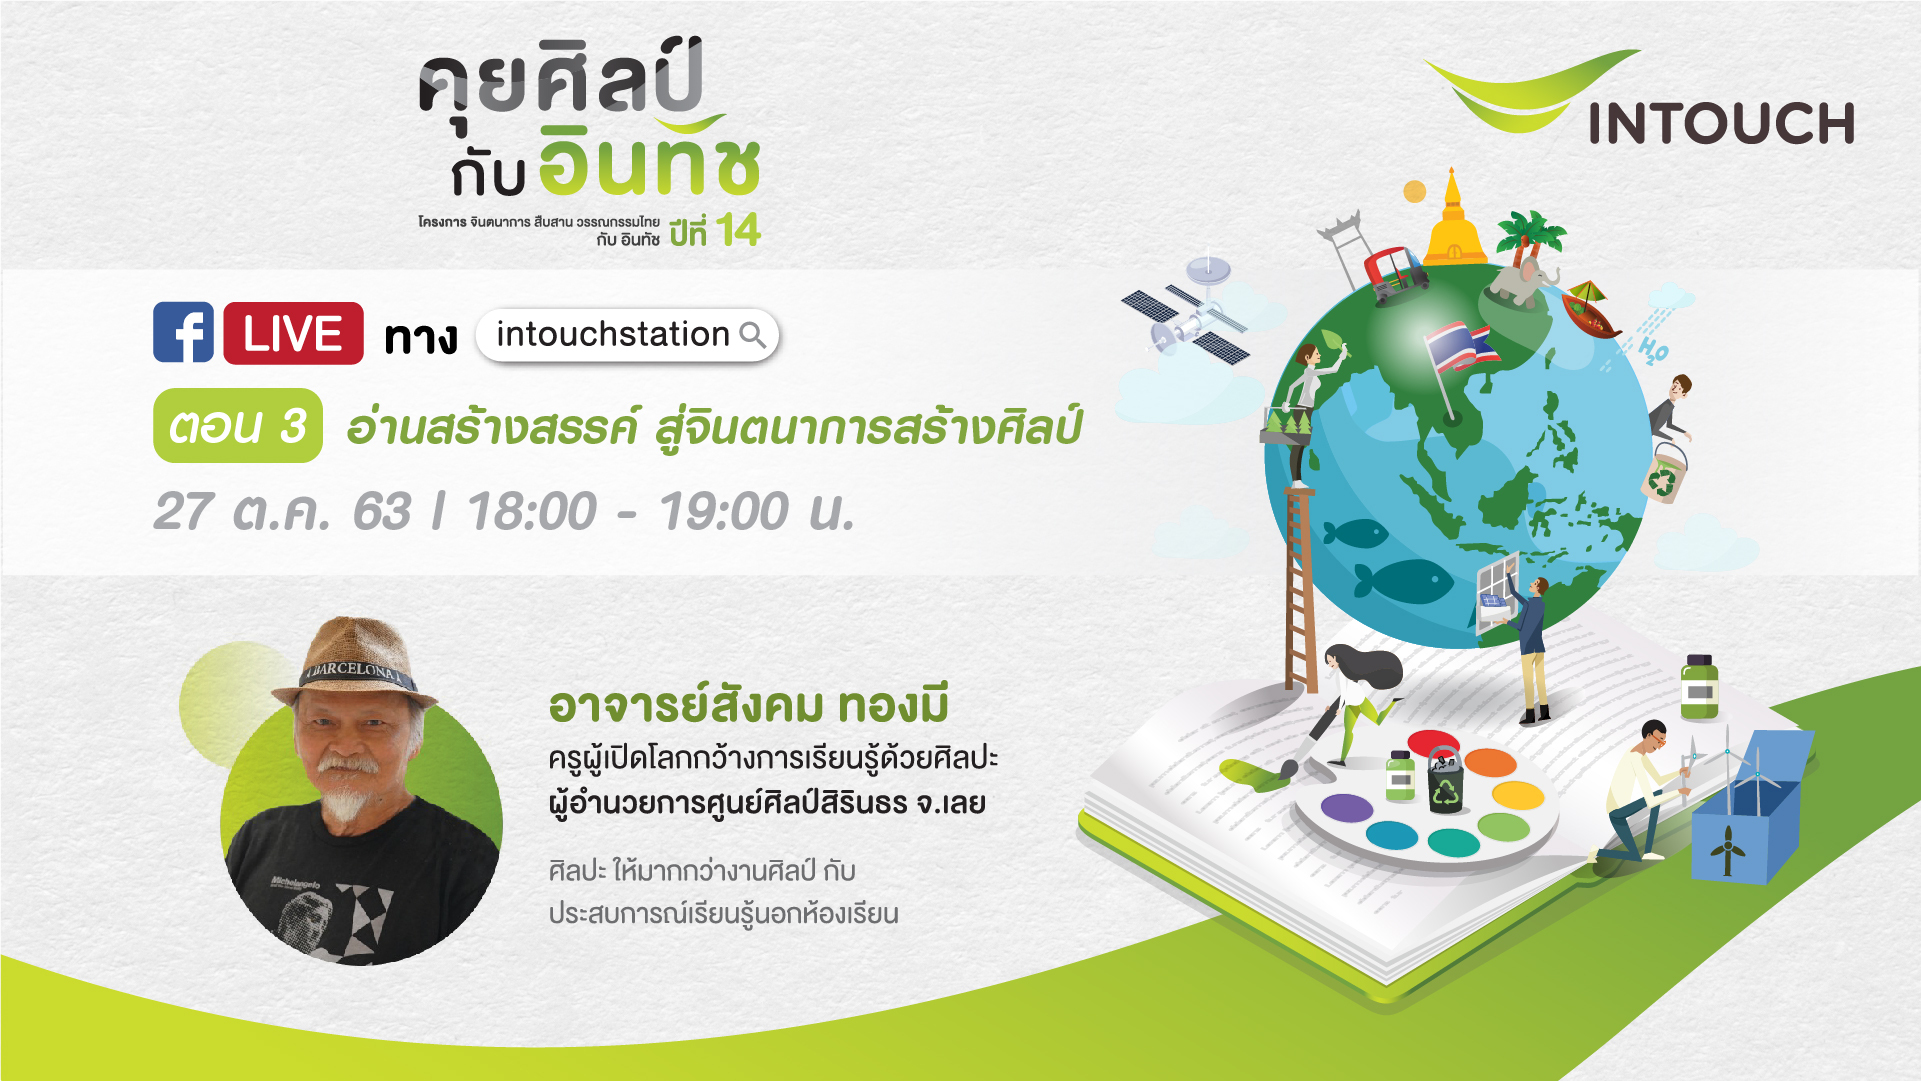 คุยศิลป์
กับ อินทัช
โครงการ จินตนาการ สืบสาน วรรณกรรมไทย
กับ อินทัช ปีที่ 14
INTOUCH
f LIVE ทาง intouchstation
ตอน 3 อ่านสร้างสรรค์ สู่จินตนาการสร้างศิลป์
27 ต.ค. 63 | 18:00 - 19:00 น.
H2O
BARCELONA
อาจารย์สังคม ทองมี
ครูผู้เปิดโลกกว้างการเรียนรู้ด้วยศิลปะ
ผู้อำนวยการศูนย์ศิลป์สิรินธร จ.เลย
ศิลปะ ให้มากกว่างานศิลป์ กับ
ประสบการณ์เรียนรู้นอกห้องเรียน
Michelangelo